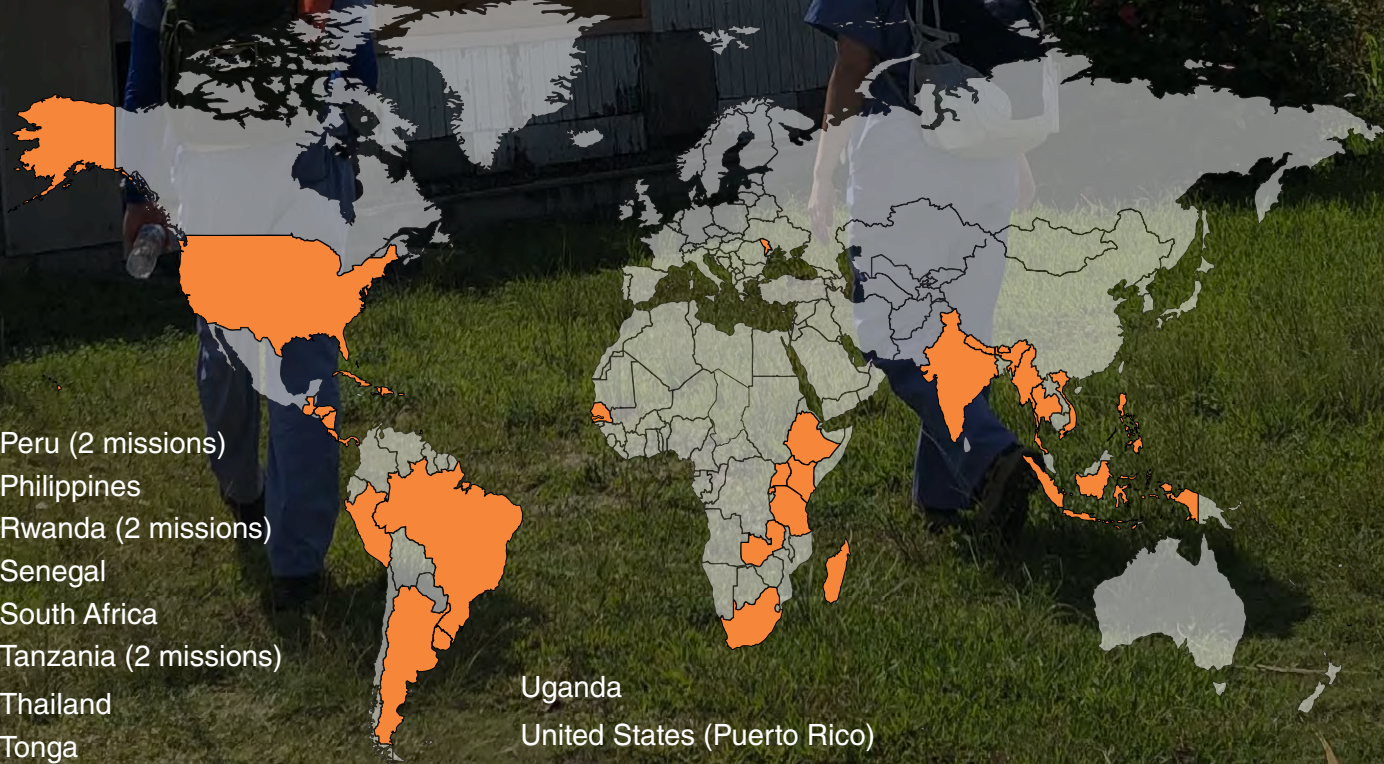 Peru (2 missions)
Philippines
Rwanda (2 missions)
Senegal
South Africa
Tanzania (2 missions)
Thailand
Tonga
Uganda
United States (Puerto Rico)